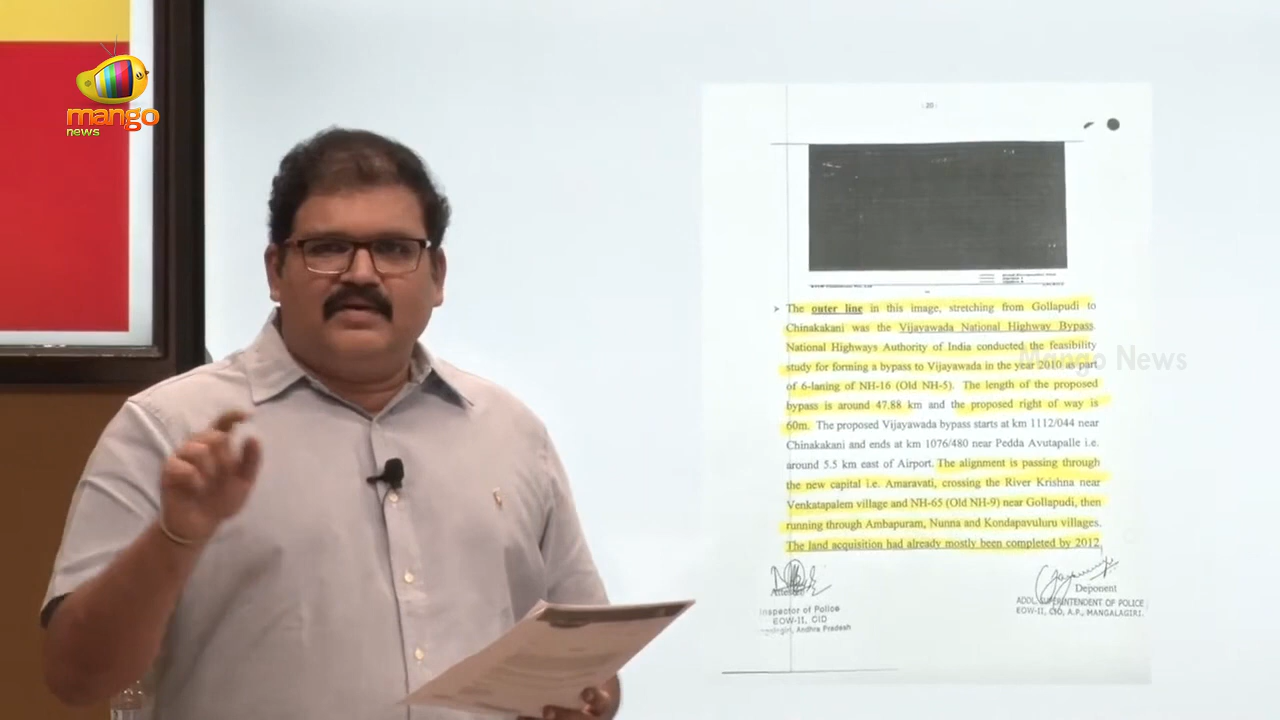 mango
news
: 20 :
➤ The outer line in this image, stretching from Gollapudi to
Chinakakani was the Vijayawada National Highway Bypass.
National Highways Authority of India conducted the feasibility
study for forming a bypass to Vijayawada in the year 2010 as part
of 6-laning of NH-16 (Old NH-5). The length of the proposed
bypass is around 47.88 km and the proposed right of way is
60m. The proposed Vijayawada bypass starts at km 1112/044 near
Chinakakani and ends at km 1076/480 near Pedda Avutapalle i.e.
around 5.5 km east of Airport. The alignment is passing through
the new capital i.e. Amaravati, crossing the River Krishna near
Venkatapalem village and NH-65 (Old NH-9) near Gollapudi, then
running through Ambapuram, Nunna and Kondapavuluru villages.
The land acquisition had already mostly been completed by 2012,
Mango News
Inspector of Police
EOW-II, CID
Andhra Pradesh
Deponent
ADDL. SUPERINTENDENT OF POLICE
EOW-II, CID, A.P., MANGALAGIRI.